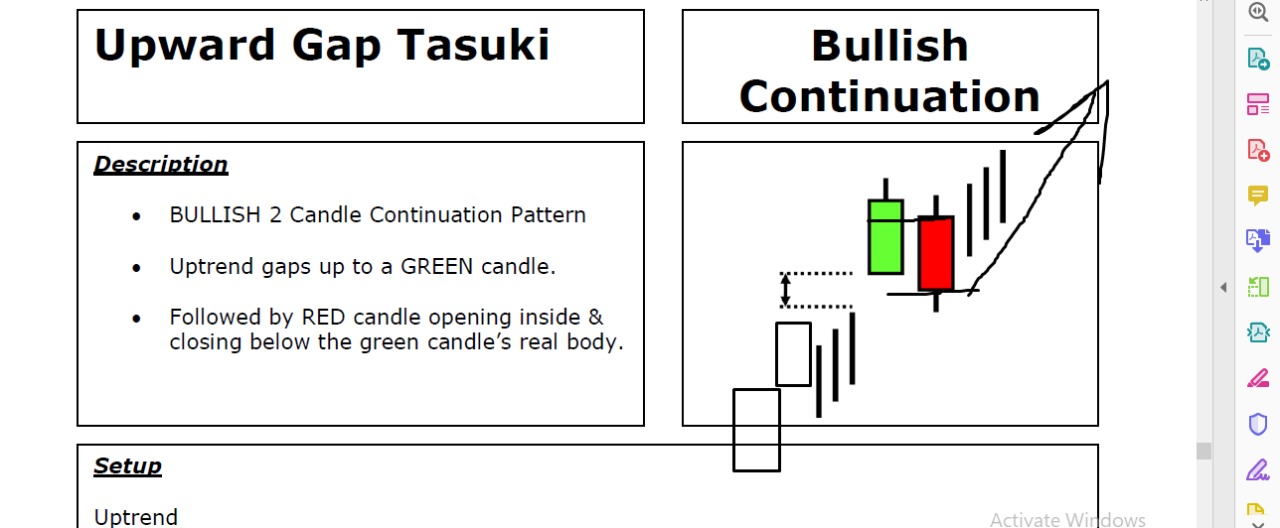 Upward Gap Tasuki
Bullish
Continuation
Description
• BULLISH 2 Candle Continuation Pattern
• Uptrend gaps up to a GREEN candle.
• Followed by RED candle opening inside &
closing below the green candle's real body.
Setup
Uptrend
Activate Windows